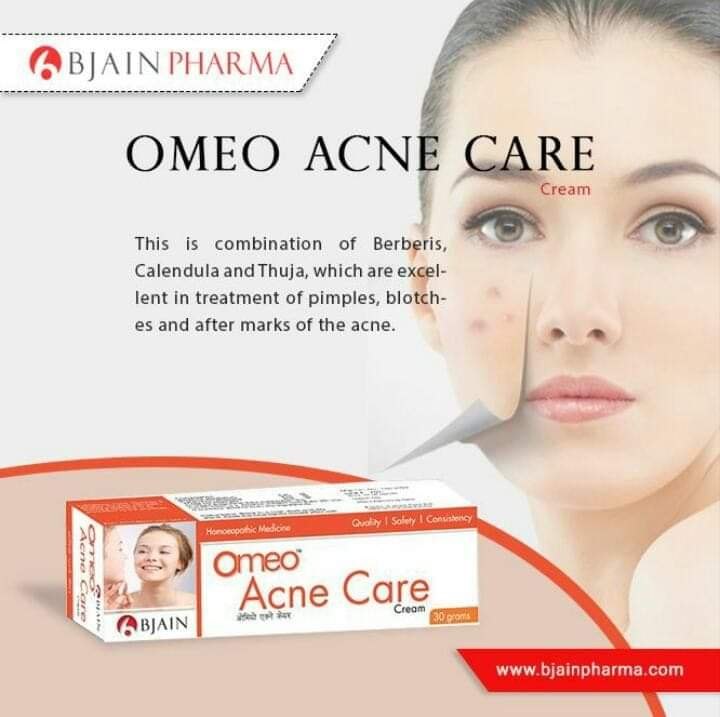 BJAIN PHARMA
OMEO ACNE CARE
Cream
This is combination of Berberis,
Calendula and Thuja, which are excel-
lent in treatment of pimples, blotch-
es and after marks of the acne.
Homoeopathic Medicine
Quality | Safety | Consistency
Omeo™
Acne Care
Cream
ओमियो एक्ने केयर
30 grams
Omeo
Acne Care
BJAIN
BJAIN
www.bjainpharma.com